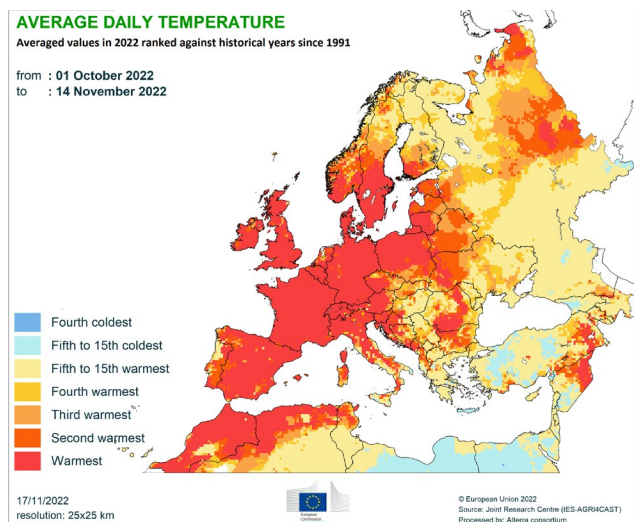 AVERAGE DAILY TEMPERATURE
Averaged values in 2022 ranked against historical years since 1991
from : 01 October 2022
to : 14 November 2022
Fourth coldest
Fifth to 15th coldest
Fifth to 15th warmest
Fourth warmest
Third warmest
Second warmest
Warmest
17/11/2022
resolution: 25x25 km
European
Commission
© European Union 2022
Source: Joint Research Centre (IES-AGRI4CAST)
Processed by: Alterra consortium